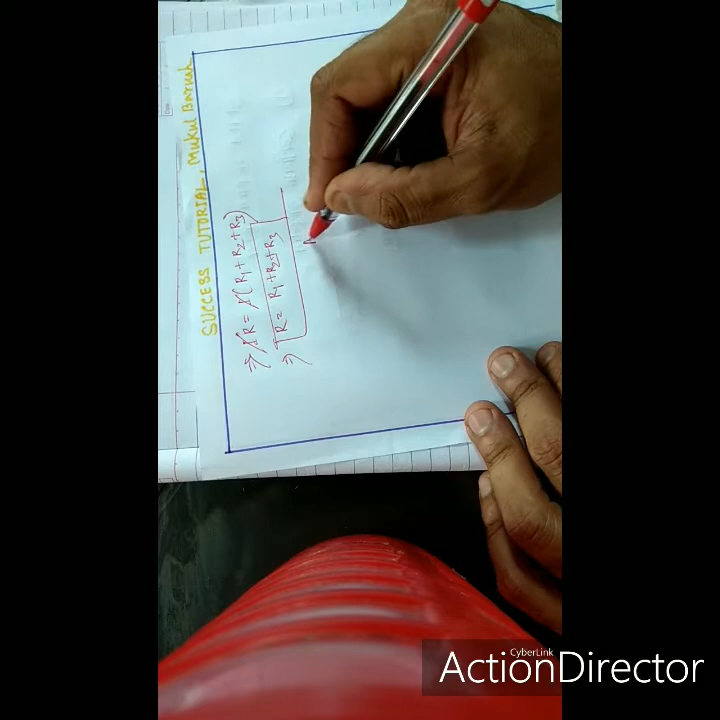 SUCCESS TUTORIAL, Mukul Baruah
⇒ IR = I(R₁+R₂+R₃)
⇒ R = R₁+R₂+R₃
CyberLink
ActionDirector